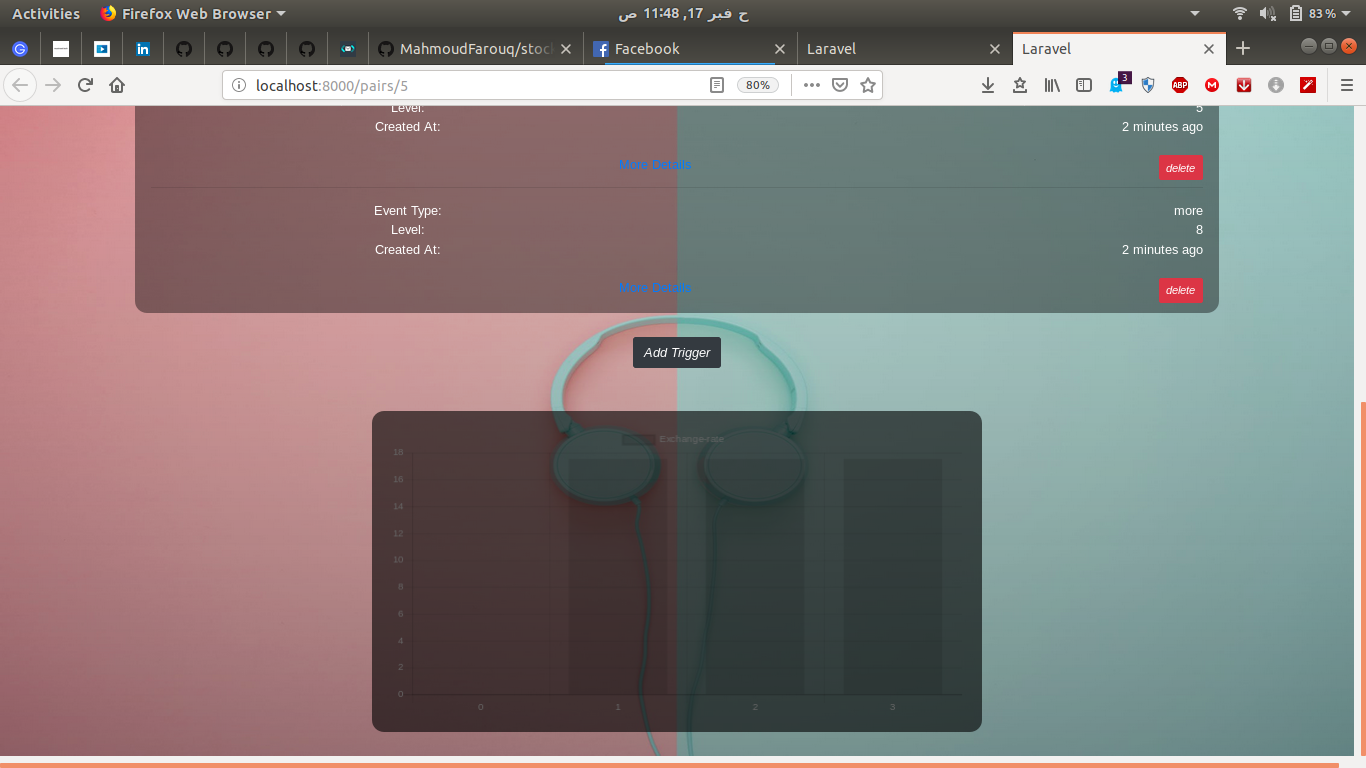 Activities
Firefox Web Browser
ح فبر 17, 11:48 ص
83 %
MahmoudFarouq/stoc
Facebook
Laravel
Laravel
localhost:8000/pairs/5
80%
3
ABP
Level: 5
Created At: 2 minutes ago
More Details delete
Event Type: more
Level: 8
Created At: 2 minutes ago
More Details delete
Add Trigger
Exchange-rate
18
16
14
12
10
8
6
4
2
0
0 1 2 3